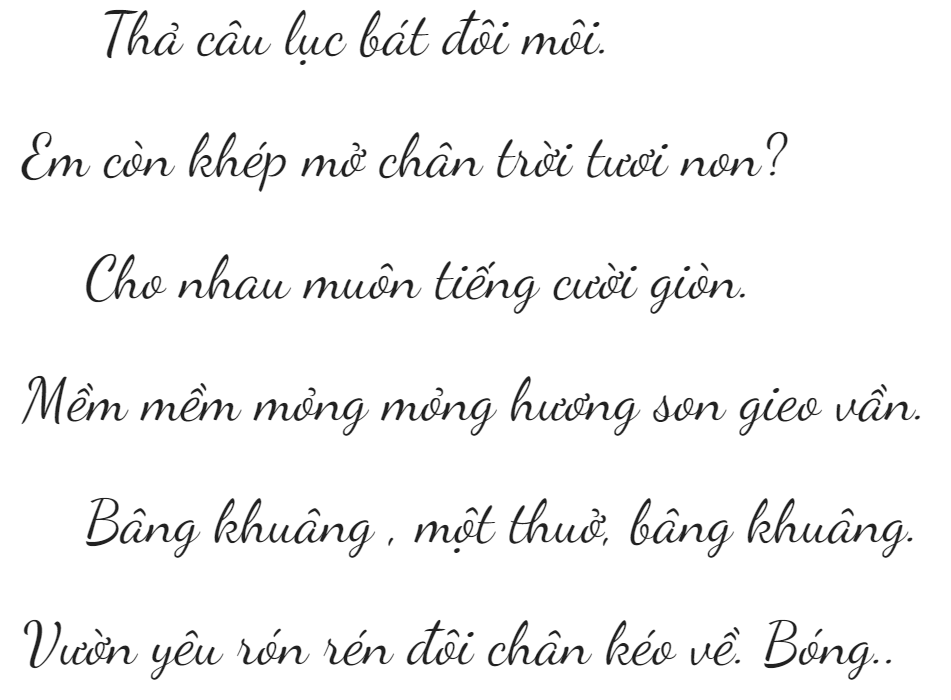 Thả câu lục bát đôi môi.
Em còn khép mở chân trời tươi non?
Cho nhau muôn tiếng cười giòn.
Mềm mềm mỏng mỏng hương son gieo vần.
Bâng khuâng , một thuở, bâng khuâng.
Vườn yêu rón rén đôi chân kéo về. Bóng..